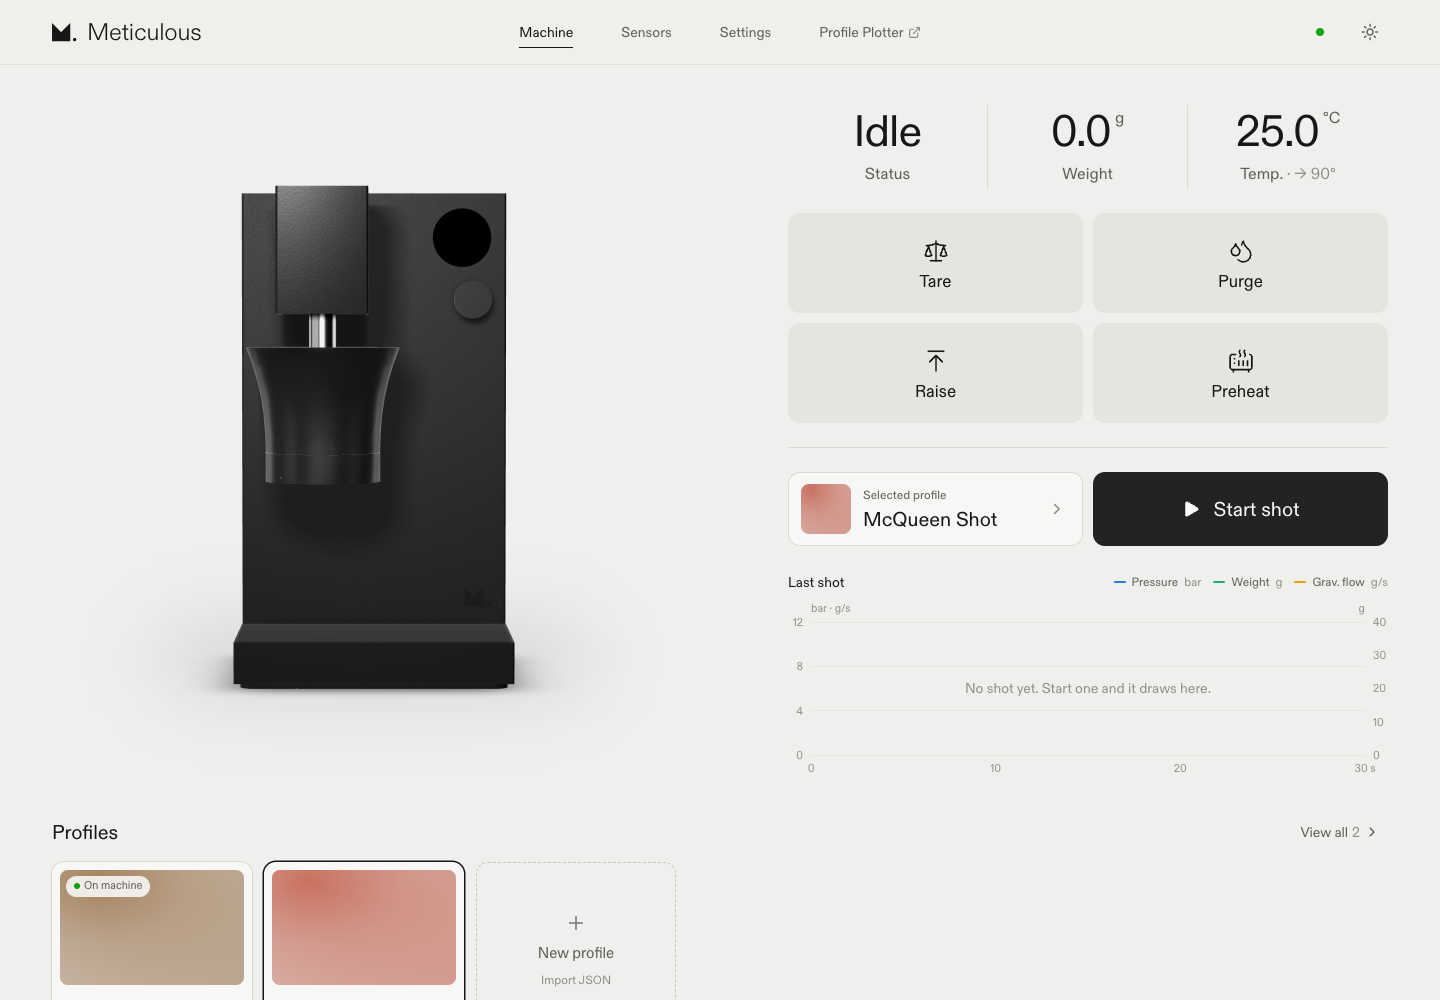 Meticulous
Machine
Sensors
Settings
Profile Plotter
Idle
Status
0.0 g
Weight
25.0 °C
Temp. · → 90°
Tare
Purge
Raise
Preheat
Selected profile
McQueen Shot
Start shot
Last shot
Pressure bar
Weight g
Grav. flow g/s
bar · g/s
g
12
40
30
8
No shot yet. Start one and it draws here.
20
4
10
0
0
0
10
20
30 s
Profiles
View all 2
On machine
New profile
Import JSON